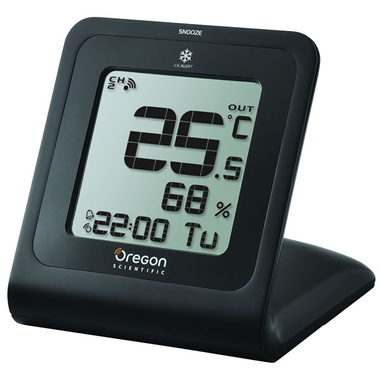 SNOOZE
ICE ALERT
CH 2
OUT
25.5 °C
68 %
22:00 Tu
Oregon
SCIENTIFIC